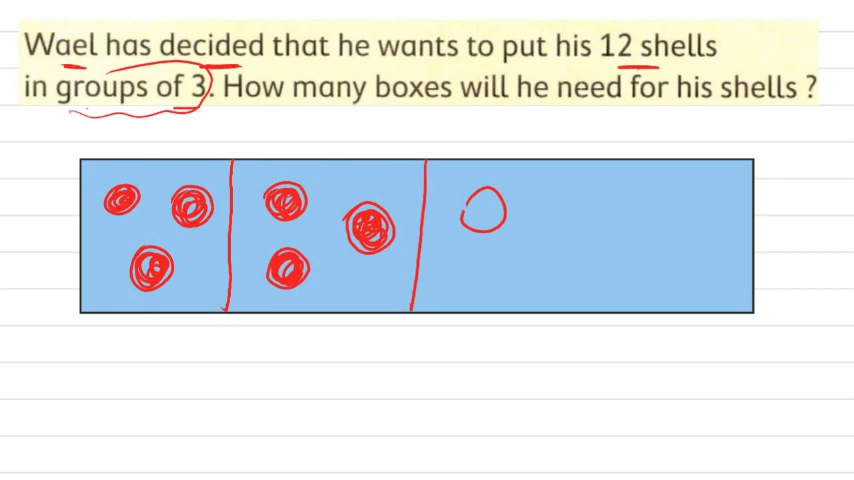 Wael has decided that he wants to put his 12 shells
in groups of 3. How many boxes will he need for his shells ?